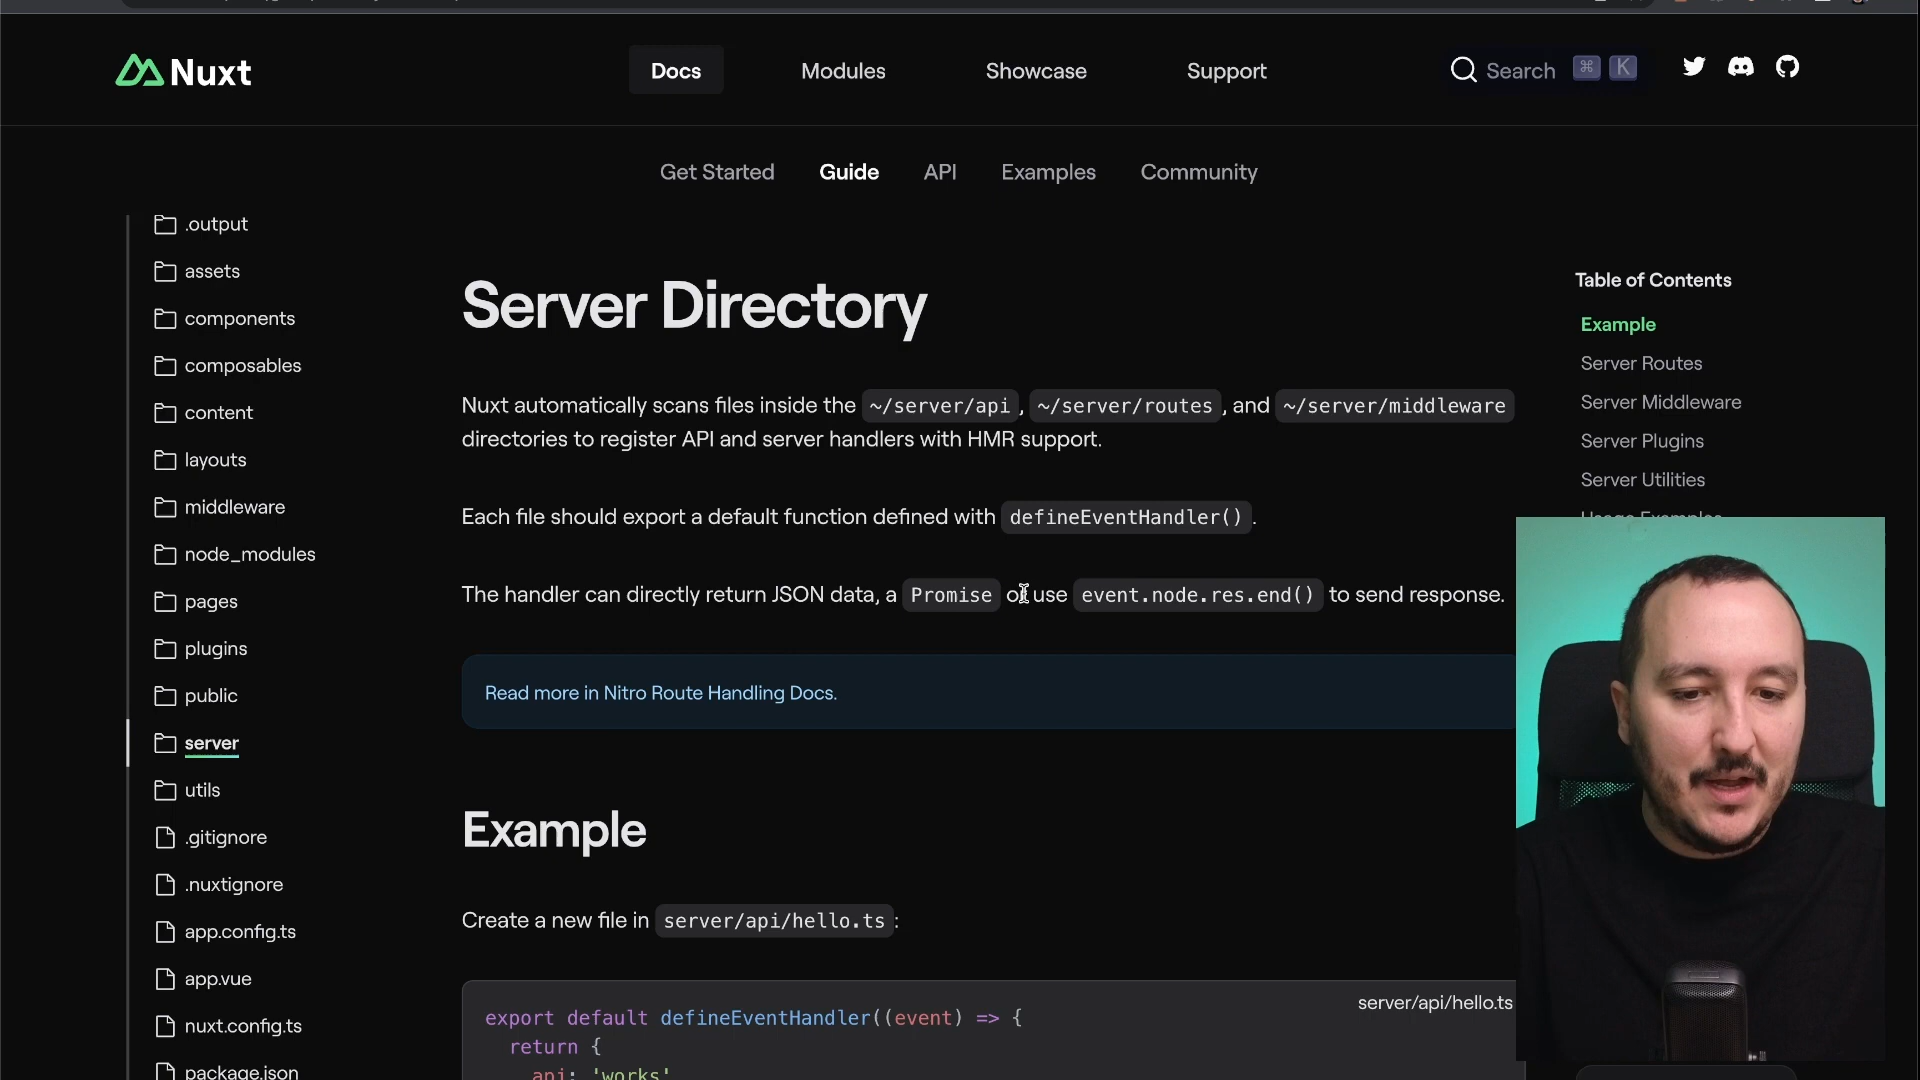 Nuxt
Docs
Modules
Showcase
Support
Search ⌘ K
Get Started
Guide
API
Examples
Community
.output
assets
components
composables
content
layouts
middleware
node_modules
pages
plugins
public
server
utils
.gitignore
.nuxtignore
app.config.ts
app.vue
nuxt.config.ts
package.json
Server Directory
Nuxt automatically scans files inside the ~/server/api , ~/server/routes , and ~/server/middleware
directories to register API and server handlers with HMR support.
Each file should export a default function defined with defineEventHandler() .
The handler can directly return JSON data, a Promise or use event.node.res.end() to send response.
Read more in Nitro Route Handling Docs.
Example
Create a new file in server/api/hello.ts :
server/api/hello.ts
export default defineEventHandler((event) => {
return {
api: 'works'
Table of Contents
Example
Server Routes
Server Middleware
Server Plugins
Server Utilities
Usage Examples